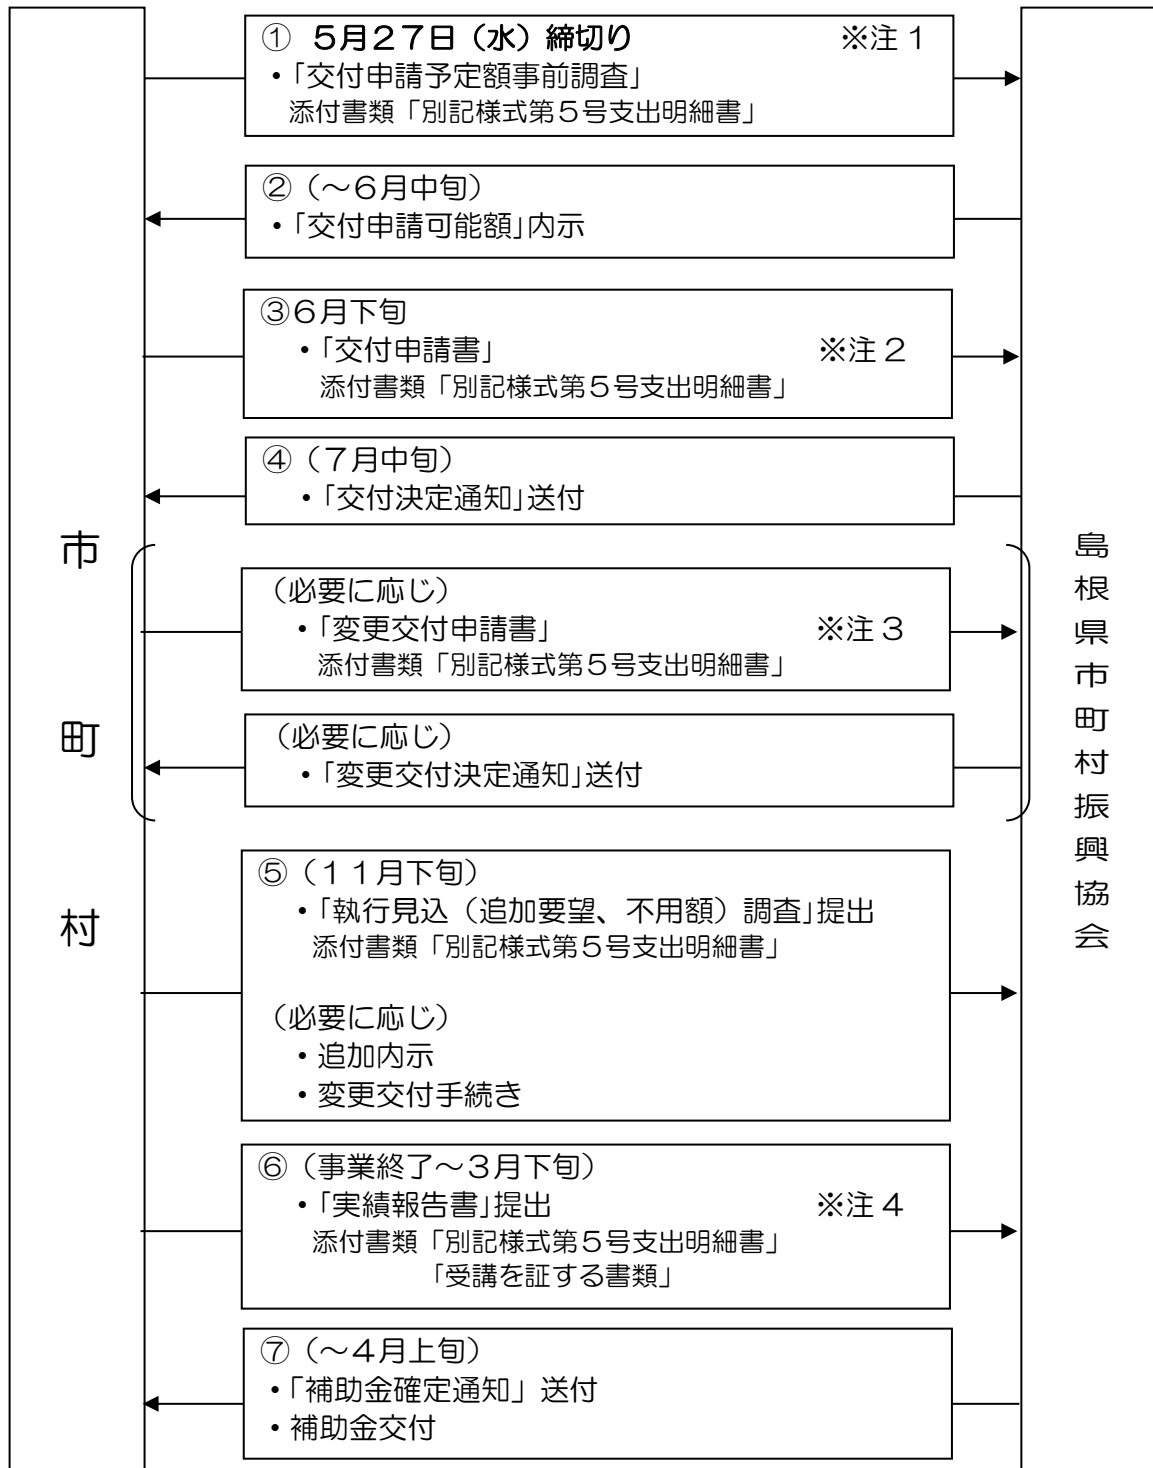 ① 5月27日（水）締切り ※注1
・「交付申請予定額事前調査」
添付書類「別記様式第5号支出明細書」
②（～6月中旬）
・「交付申請可能額」内示
③6月下旬
・「交付申請書」 ※注2
添付書類「別記様式第5号支出明細書」
④（7月中旬）
・「交付決定通知」送付
（必要に応じ）
・「変更交付申請書」 ※注3
添付書類「別記様式第5号支出明細書」
（必要に応じ）
・「変更交付決定通知」送付
⑤（11月下旬）
・「執行見込（追加要望、不用額）調査」提出
添付書類「別記様式第5号支出明細書」
（必要に応じ）
・追加内示
・変更交付手続き
⑥（事業終了～3月下旬）
・「実績報告書」提出 ※注4
添付書類「別記様式第5号支出明細書」
「受講を証する書類」
⑦（～4月上旬）
・「補助金確定通知」送付
・補助金交付
市町村
島根県市町村振興協会